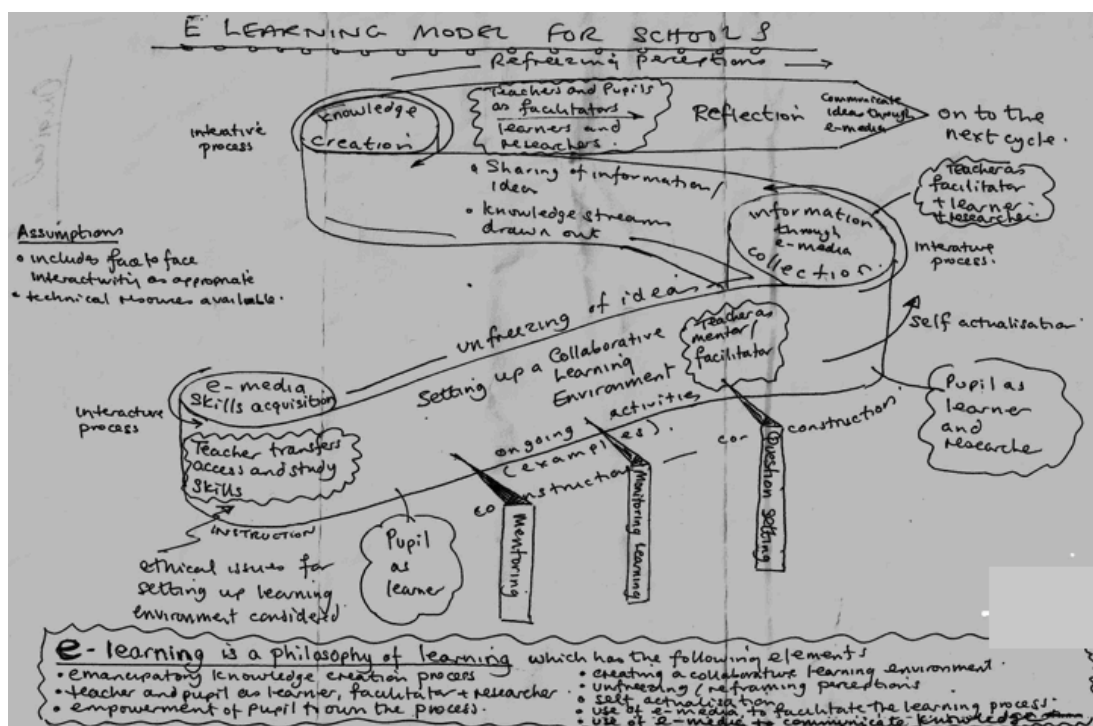 E LEARNING MODEL FOR SCHOOLS
Refreezing perceptions
Knowledge
creation
Interative
process
Teachers and Pupils
as facilitators
learners and
researchers.
Reflection
Communicate
ideas through
e-media
on to the
next cycle.
• Sharing of information/
ideas
• knowledge streams
drawn out
information
through
e-media
collection
Teacher as
facilitator
+ learner
+ researcher.
Interature
process.
Assumptions
• includes face to face
interactivity as appropriate
• technical resources available.
unfreezing of ideas
Setting up a Collaborative
Learning
Environment
Teacher as
mentor/
facilitator
self actualisation
e-media
skills acquisition
Interacture
process
Teacher transfers
access and study
skills
INSTRUCTION
ongoing activities
(examples).
co nstruction
con construction
Pupil as
learner
and
researche
Mentoring
Monitoring Learning
Question Setting
Pupil
as
learner
ethical issues for
setting up learning
environment considered
e-learning is a philosophy of learning which has the following elements
• emancipatory knowledge creation process
• teacher and pupil as learner, facilitator + researcher
• empowerment of pupil to own the process.
• creating a collaborative learning environment
• unfreezing/reframing perceptions
• self actualisation
• use of e-media to facilitate the learning process
• use of e-media to communicate knowledge